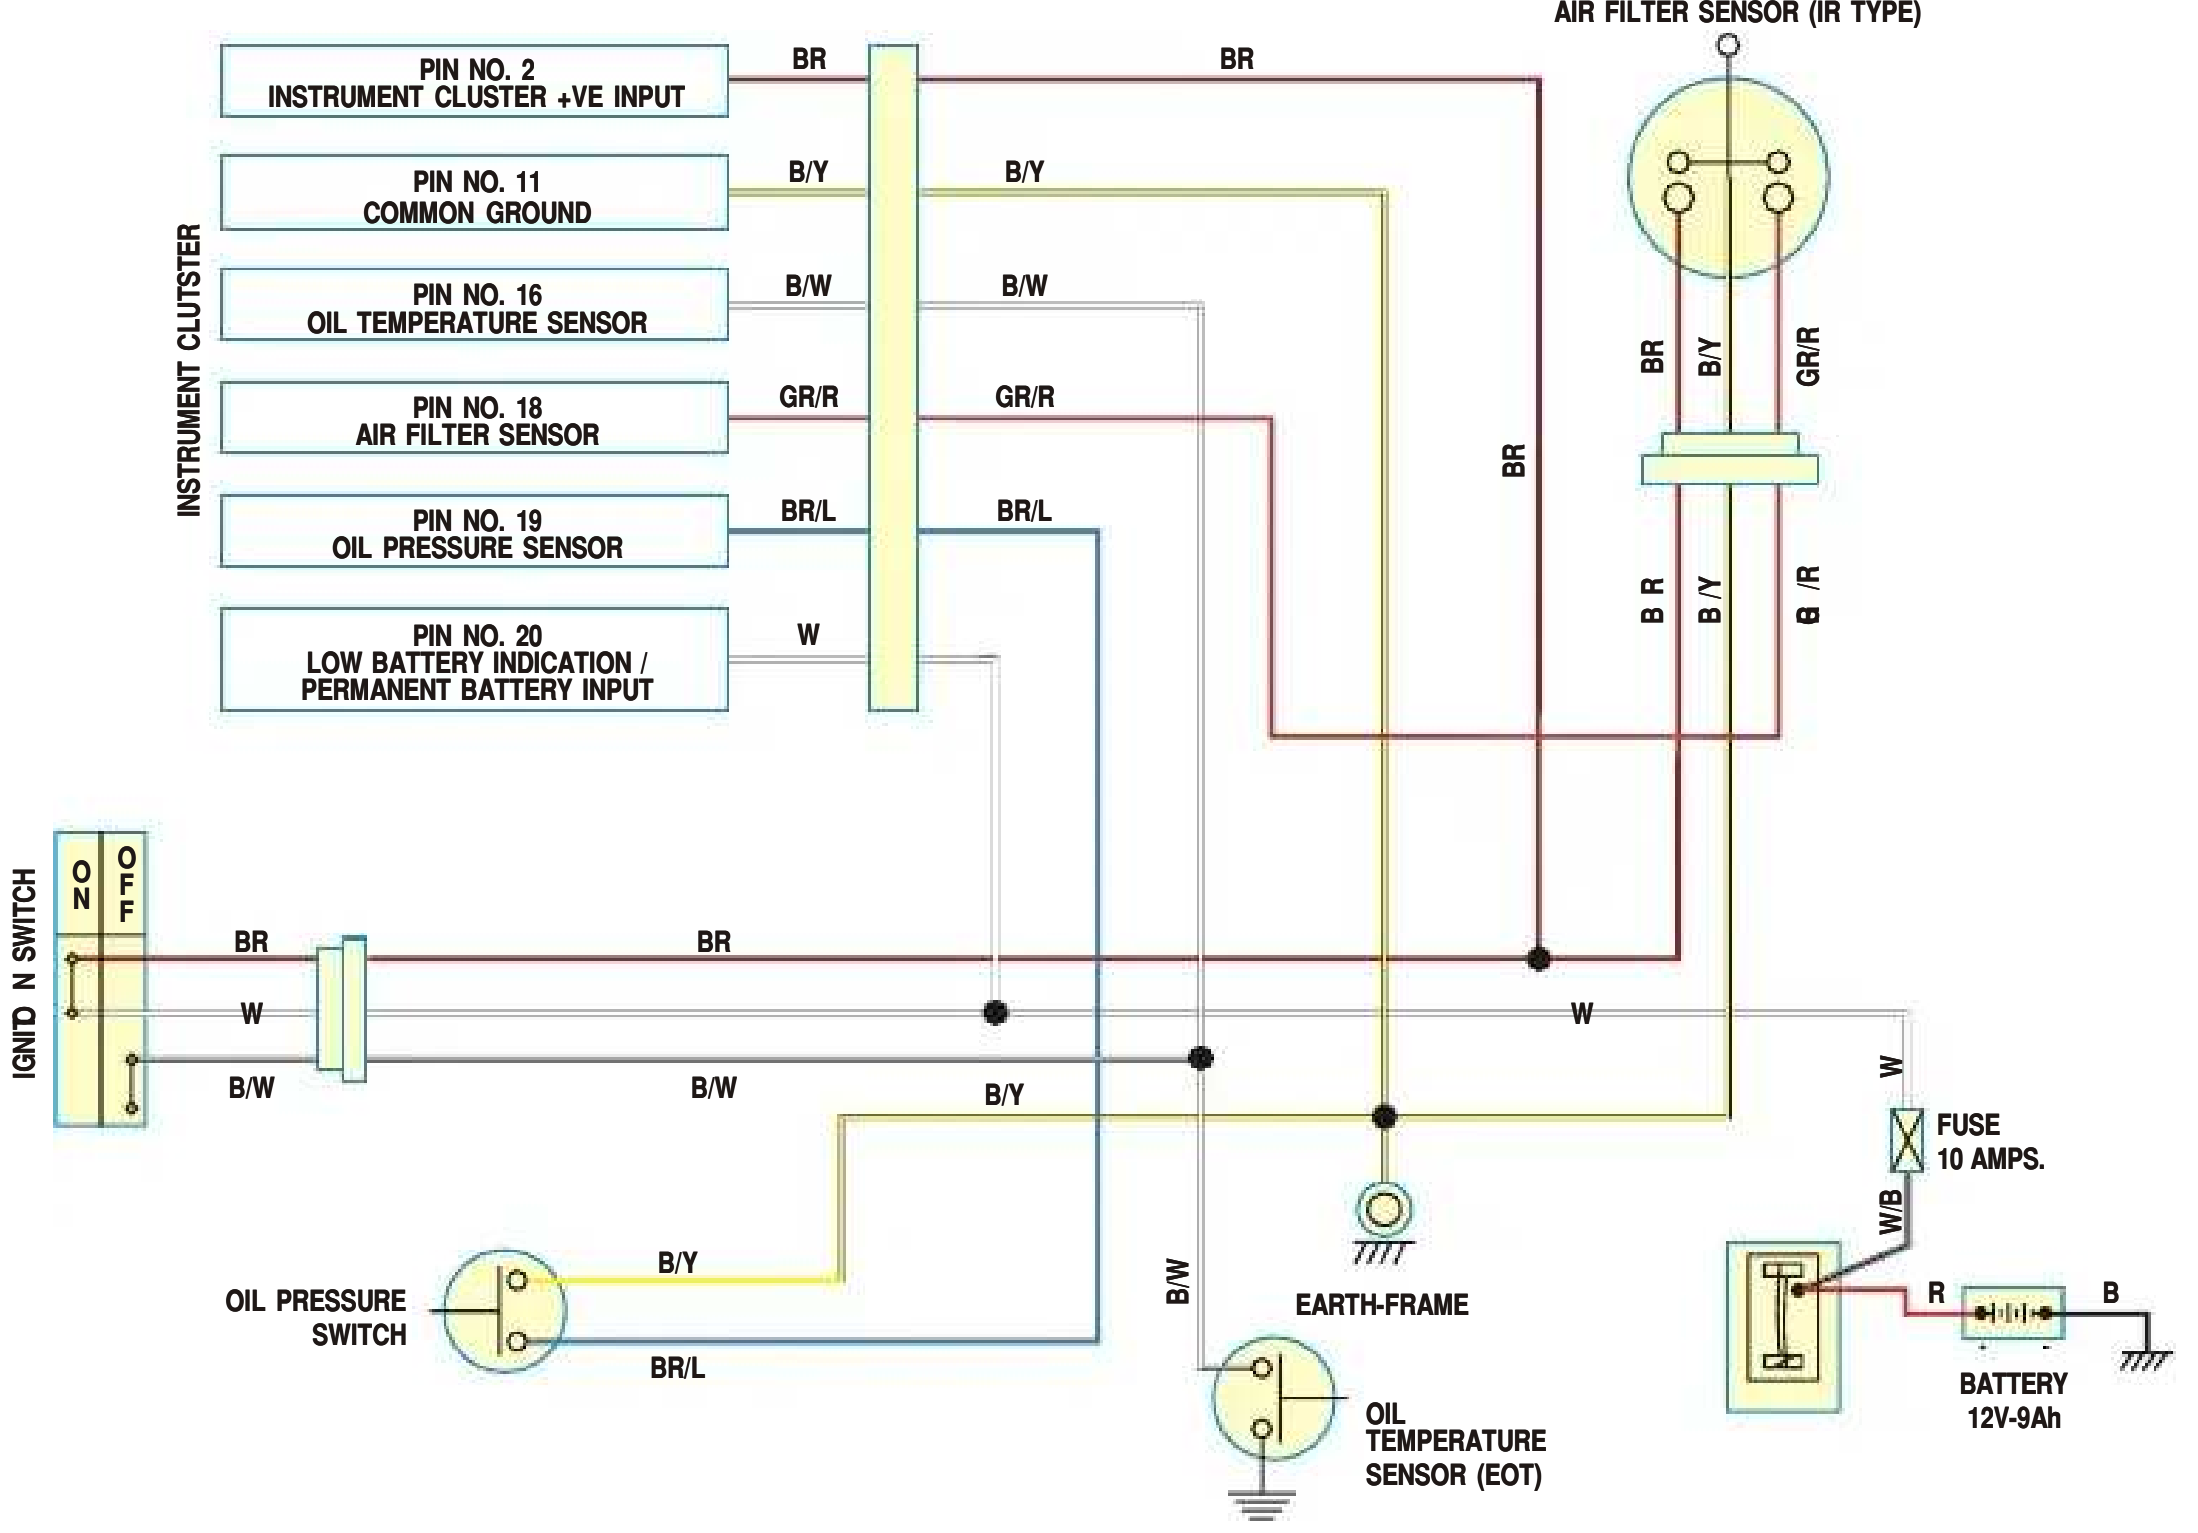 AIR FILTER SENSOR (IR TYPE)
PIN NO. 2
INSTRUMENT CLUSTER +VE INPUT
BR
BR
PIN NO. 11
COMMON GROUND
B/Y
B/Y
PIN NO. 16
OIL TEMPERATURE SENSOR
B/W
B/W
PIN NO. 18
AIR FILTER SENSOR
GR/R
GR/R
PIN NO. 19
OIL PRESSURE SENSOR
BR/L
BR/L
PIN NO. 20
LOW BATTERY INDICATION /
PERMANENT BATTERY INPUT
W
INSTRUMENT CLUTSTER
BR
BR
B/Y
GR/R
B R
B /Y
/R
ON
OFF
IGNITO N SWITCH
BR
BR
W
W
B/W
B/W
B/Y
W
FUSE
10 AMPS.
W/B
B/Y
OIL PRESSURE
SWITCH
BR/L
B/W
EARTH-FRAME
R
B
BATTERY
12V-9Ah
OIL
TEMPERATURE
SENSOR (EOT)